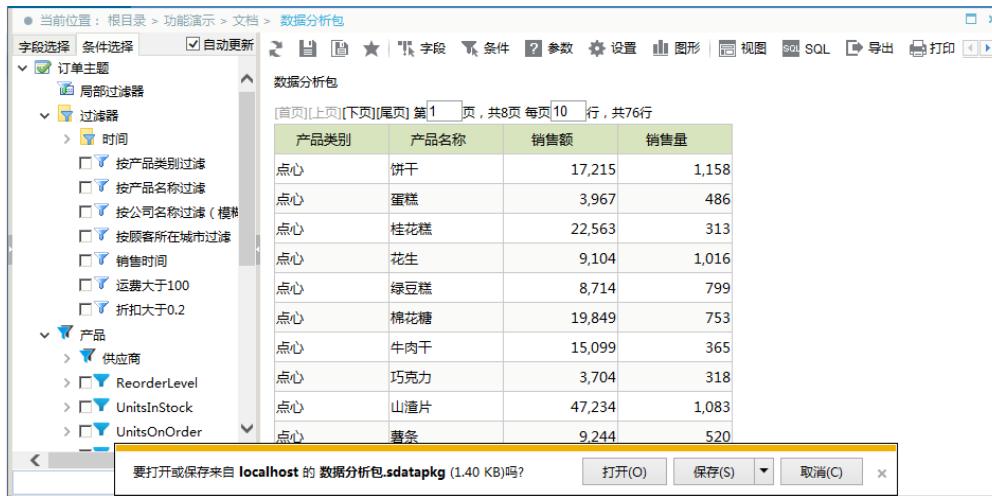 当前位置： 根目录 > 功能演示 > 文档 > 数据分析包
字段选择 条件选择 自动更新
字段 条件 参数 设置 图形 视图 SQL SQL 导出 打印
订单主题
局部过滤器
过滤器
时间
按产品类别过滤
按产品名称过滤
按公司名称过滤（模糊
按顾客所在城市过滤
销售时间
运费大于100
折扣大于0.2
产品
供应商
ReorderLevel
UnitsInStock
UnitsOnOrder
数据分析包
[首页][上页][下页][尾页] 第1 页，共8页 每页10 行，共76行
产品类别 产品名称 销售额 销售量
点心 饼干 17,215 1,158
点心 蛋糕 3,967 486
点心 桂花糕 22,563 313
点心 花生 9,104 1,016
点心 绿豆糕 8,714 799
点心 棉花糖 19,849 753
点心 牛肉干 15,099 365
点心 巧克力 3,704 318
点心 山渣片 47,234 1,083
点心 薯条 9,244 520
要打开或保存来自 localhost 的 数据分析包.sdatapkg (1.40 KB)吗?
打开(O) 保存(S) 取消(C)